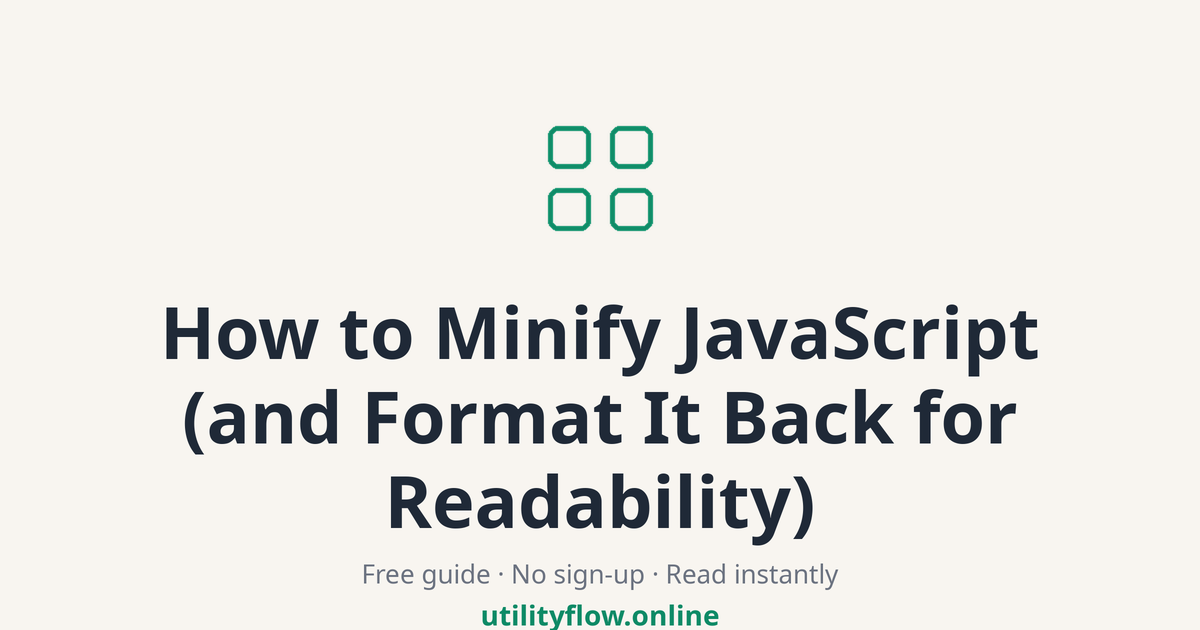 How to Minify JavaScript
(and Format It Back for
Readability)
Free guide · No sign-up · Read instantly
utilityflow.online